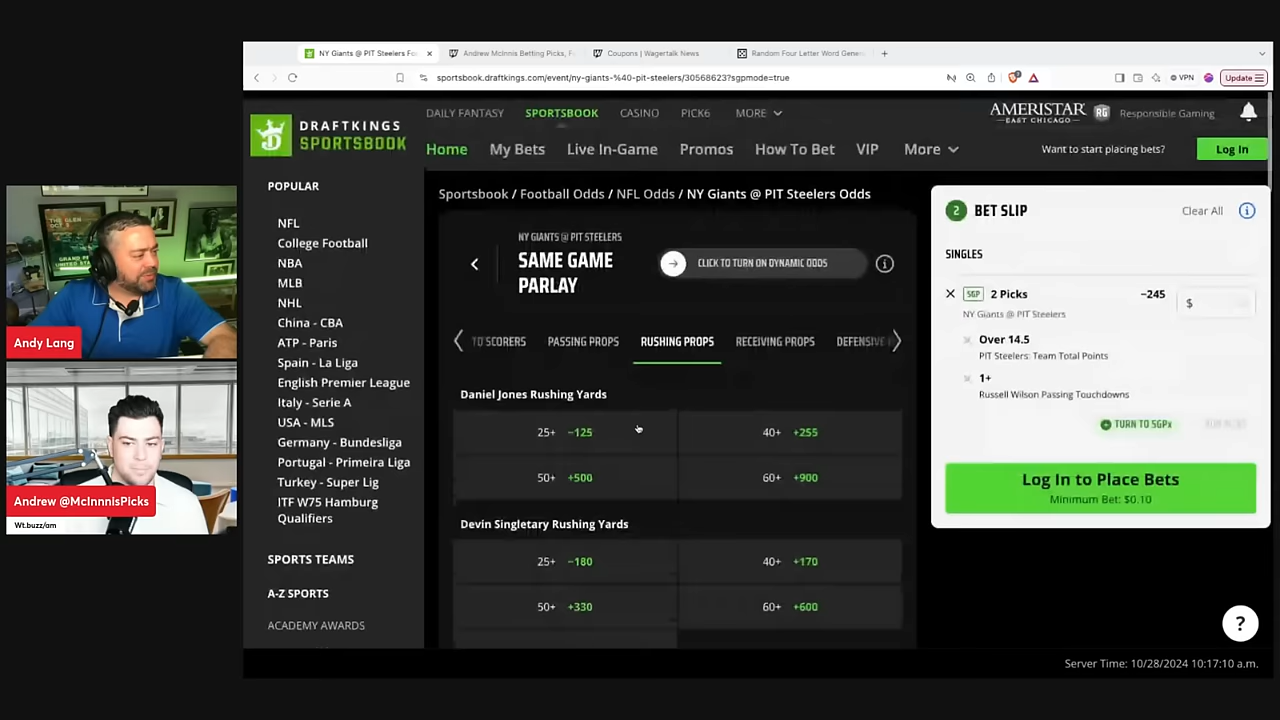 NY Giants @ PIT Steelers Fo
Andrew McInnis Betting Picks, F
Coupons | Wagertalk News
Random Four Letter Word Gene
sportsbook.draftkings.com/event/ny-giants-%40-pit-steelers/30568623?sgpmode=true
VPN
Update
DRAFTKINGS
SPORTSBOOK
DAILY FANTASY
SPORTSBOOK
CASINO
PICK6
MORE
AMERISTAR
EAST CHICAGO
RG
Responsible Gaming
Home
My Bets
Live In-Game
Promos
How To Bet
VIP
More
Want to start placing bets?
Log In
POPULAR
NFL
College Football
NBA
MLB
NHL
China - CBA
ATP - Paris
Spain - La Liga
English Premier League
Italy - Serie A
USA - MLS
Germany - Bundesliga
Portugal - Primeira Liga
Turkey - Super Lig
ITF W75 Hamburg
Qualifiers
SPORTS TEAMS
A-Z SPORTS
ACADEMY AWARDS
Sportsbook / Football Odds / NFL Odds / NY Giants @ PIT Steelers Odds
NY GIANTS @ PIT STEELERS
SAME GAME
PARLAY
CLICK TO TURN ON DYNAMIC ODDS
TD SCORERS
PASSING PROPS
RUSHING PROPS
RECEIVING PROPS
DEFENSIVE
Daniel Jones Rushing Yards
25+ −125
40+ +255
50+ +500
60+ +900
Devin Singletary Rushing Yards
25+ −180
40+ +170
50+ +330
60+ +600
2 BET SLIP
Clear All
SINGLES
SGP 2 Picks −245
$
NY Giants @ PIT Steelers
Over 14.5
PIT Steelers: Team Total Points
1+
Russell Wilson Passing Touchdowns
TURN TO SGPx
Log In to Place Bets
Minimum Bet: $0.10
?
Server Time: 10/28/2024 10:17:10 a.m.
Andy Lang
Andrew @McInnnisPicks
Wt.buzz/am